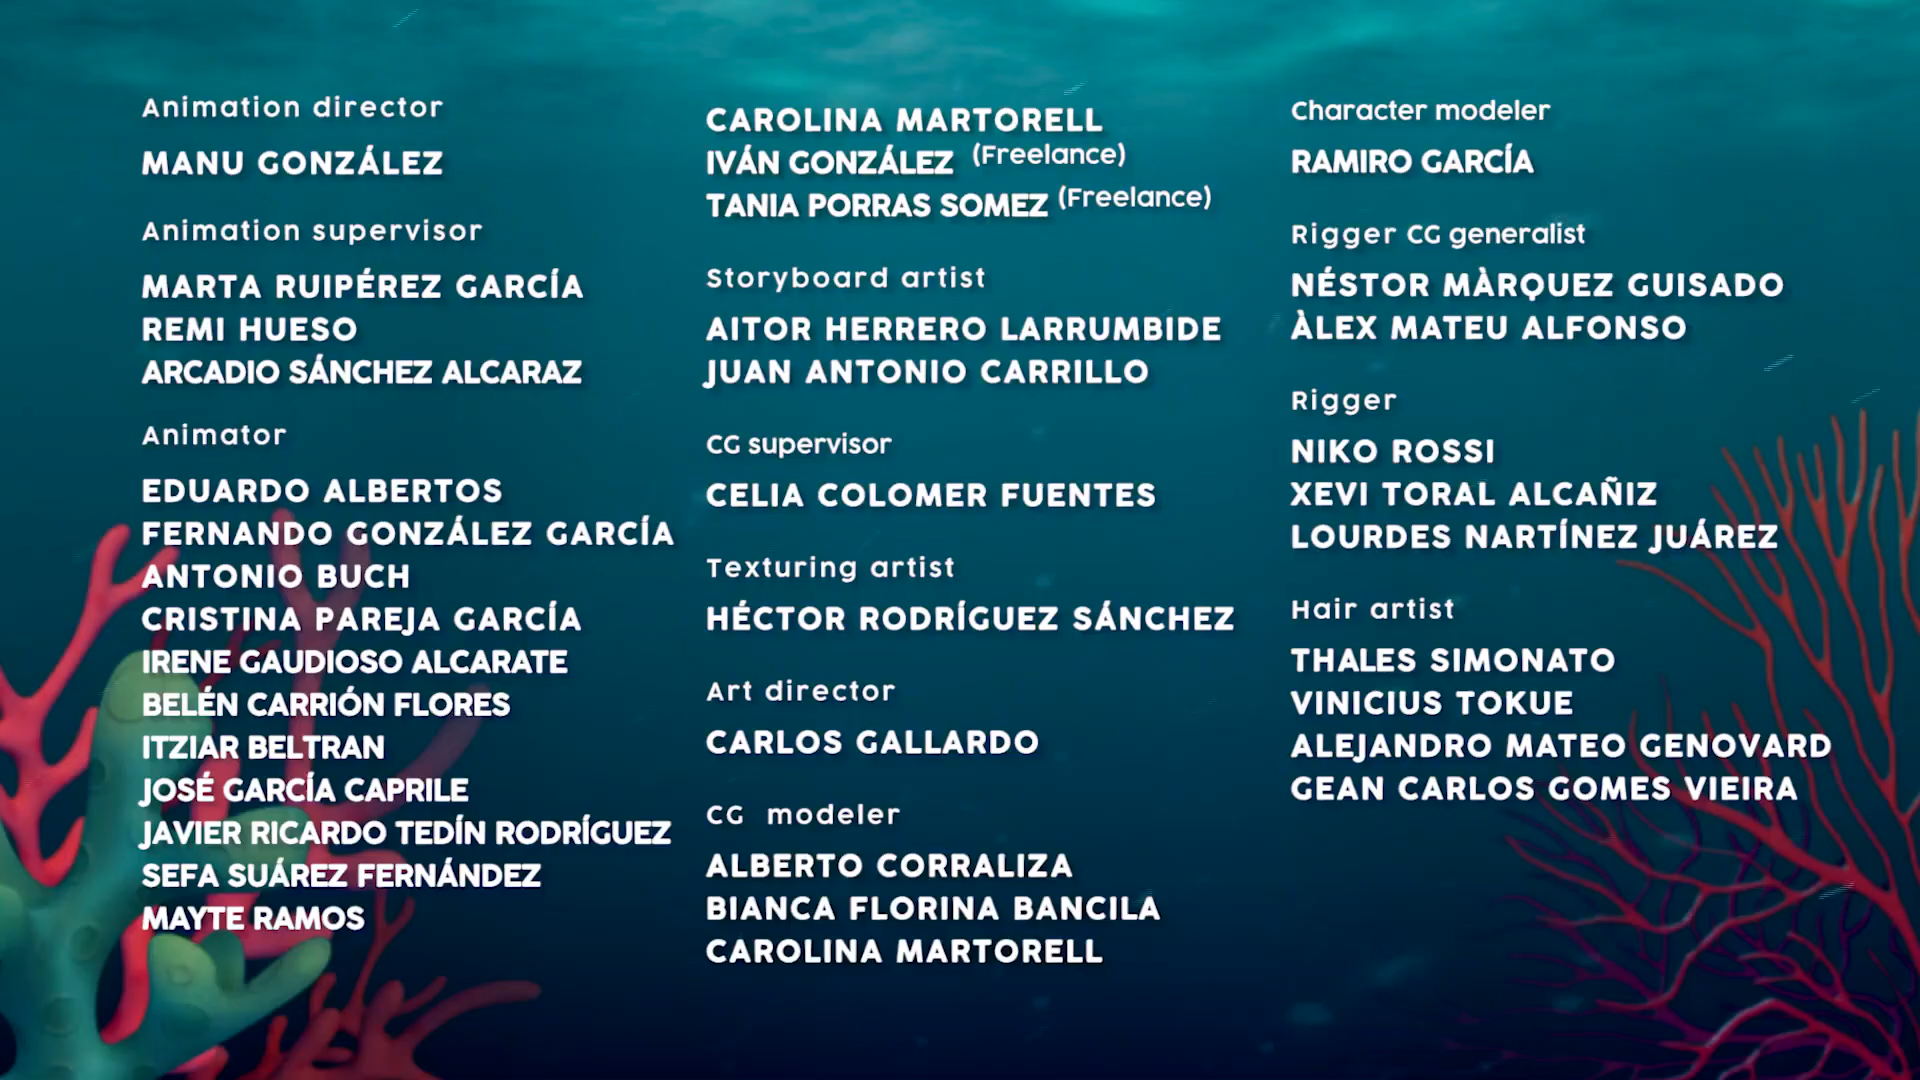 Animation director
MANU GONZÁLEZ
Animation supervisor
MARTA RUIPÉREZ GARCÍA
REMI HUESO
ARCADIO SÁNCHEZ ALCARAZ
Animator
EDUARDO ALBERTOS
FERNANDO GONZÁLEZ GARCÍA
ANTONIO BUCH
CRISTINA PAREJA GARCÍA
IRENE GAUDIOSO ALCARATE
BELÉN CARRIÓN FLORES
ITZIAR BELTRAN
JOSÉ GARCÍA CAPRILE
JAVIER RICARDO TEDÍN RODRÍGUEZ
SEFA SUÁREZ FERNÁNDEZ
MAYTE RAMOS
CAROLINA MARTORELL
IVÁN GONZÁLEZ (Freelance)
TANIA PORRAS SOMEZ (Freelance)
Storyboard artist
AITOR HERRERO LARRUMBIDE
JUAN ANTONIO CARRILLO
CG supervisor
CELIA COLOMER FUENTES
Texturing artist
HÉCTOR RODRÍGUEZ SÁNCHEZ
Art director
CARLOS GALLARDO
CG modeler
ALBERTO CORRALIZA
BIANCA FLORINA BANCILA
CAROLINA MARTORELL
Character modeler
RAMIRO GARCÍA
Rigger CG generalist
NÉSTOR MÀRQUEZ GUISADO
ÀLEX MATEU ALFONSO
Rigger
NIKO ROSSI
XEVI TORAL ALCAÑIZ
LOURDES NARTÍNEZ JUÁREZ
Hair artist
THALES SIMONATO
VINICIUS TOKUE
ALEJANDRO MATEO GENOVARD
GEAN CARLOS GOMES VIEIRA